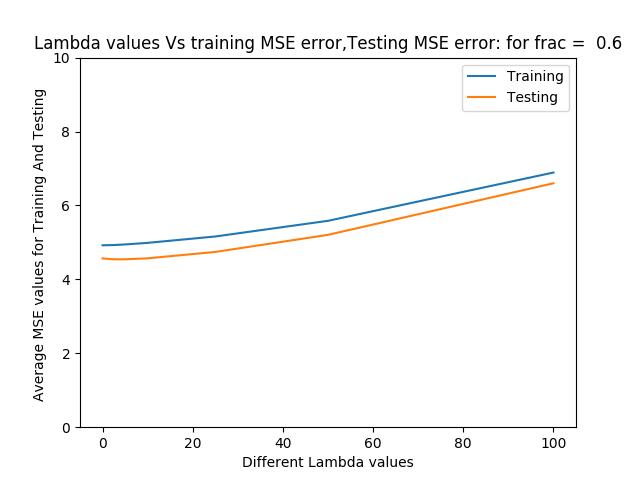 Lambda values Vs training MSE error,Testing MSE error: for frac =  0.6
10
8
6
4
2
0
Average MSE values for Training And Testing
Training
Testing
0 20 40 60 80 100
Different Lambda values